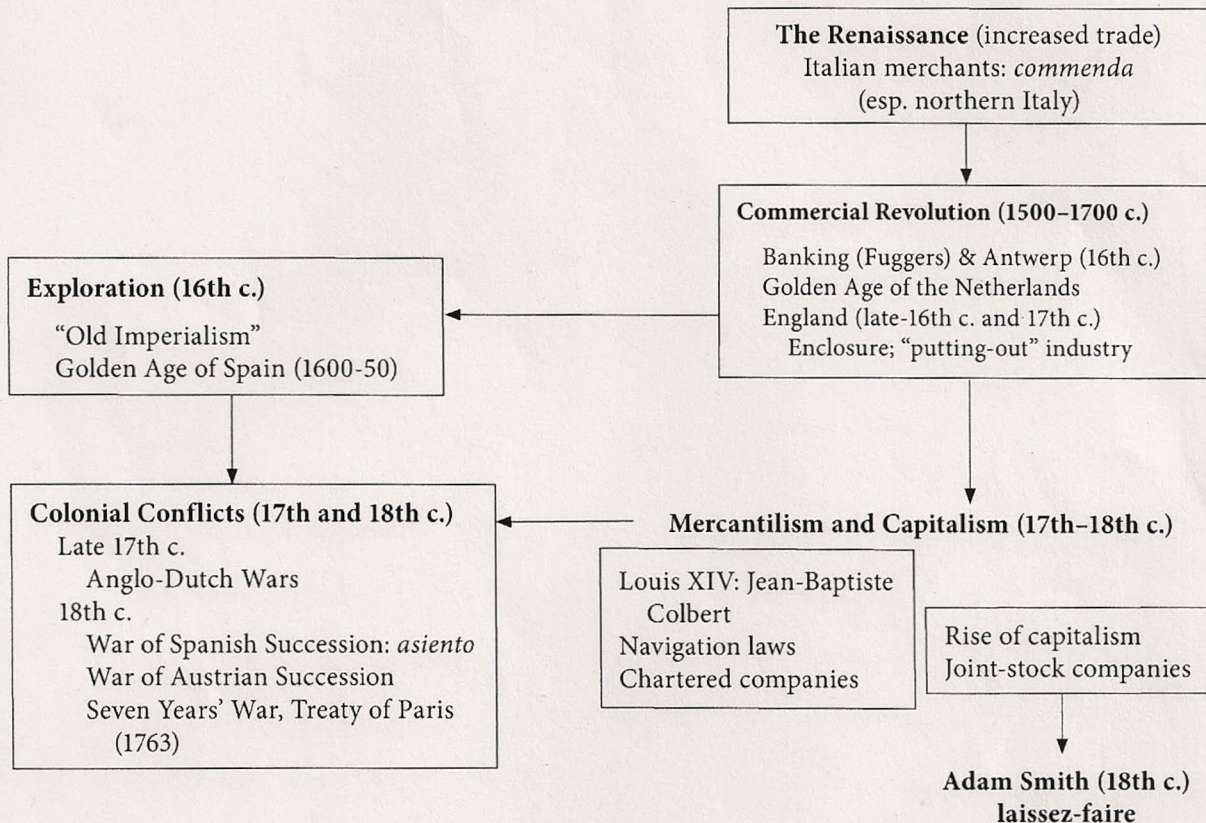 The Renaissance (increased trade)
Italian merchants: commenda
(esp. northern Italy)
Commercial Revolution (1500–1700 c.)
Banking (Fuggers) & Antwerp (16th c.)
Golden Age of the Netherlands
England (late-16th c. and 17th c.)
Enclosure; “putting-out” industry
Exploration (16th c.)
“Old Imperialism”
Golden Age of Spain (1600-50)
Colonial Conflicts (17th and 18th c.)
Late 17th c.
Anglo-Dutch Wars
18th c.
War of Spanish Succession: asiento
War of Austrian Succession
Seven Years’ War, Treaty of Paris
(1763)
Mercantilism and Capitalism (17th–18th c.)
Louis XIV: Jean-Baptiste
Colbert
Navigation laws
Chartered companies
Rise of capitalism
Joint-stock companies
Adam Smith (18th c.)
laissez-faire